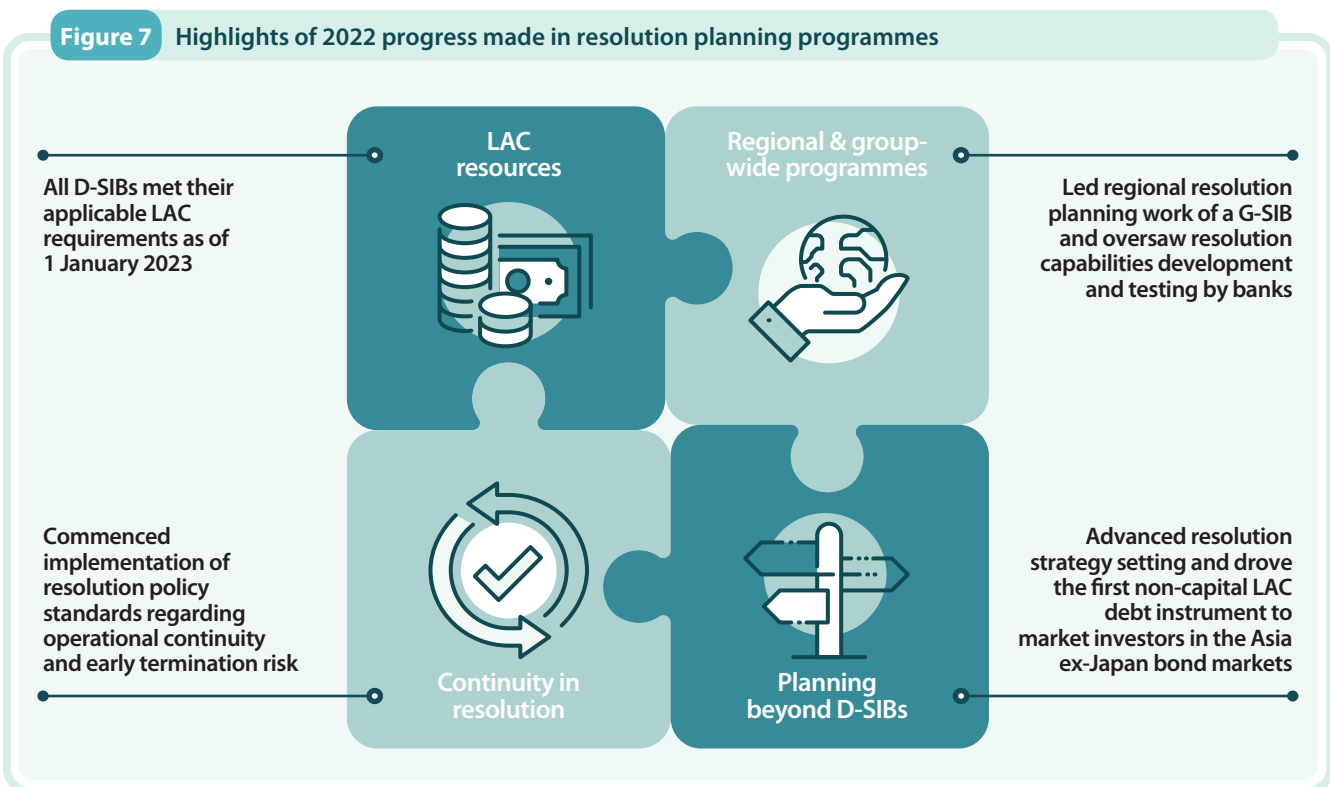 Figure 7 Highlights of 2022 progress made in resolution planning programmes
LAC
resources
All D-SIBs met their
applicable LAC
requirements as of
1 January 2023
Regional & group-
wide programmes
Led regional resolution
planning work of a G-SIB
and oversaw resolution
capabilities development
and testing by banks
Commenced
implementation of
resolution policy
standards regarding
operational continuity
and early termination risk
Continuity in
resolution
Planning
beyond D-SIBs
Advanced resolution
strategy setting and drove
the first non-capital LAC
debt instrument to
market investors in the Asia
ex-Japan bond markets